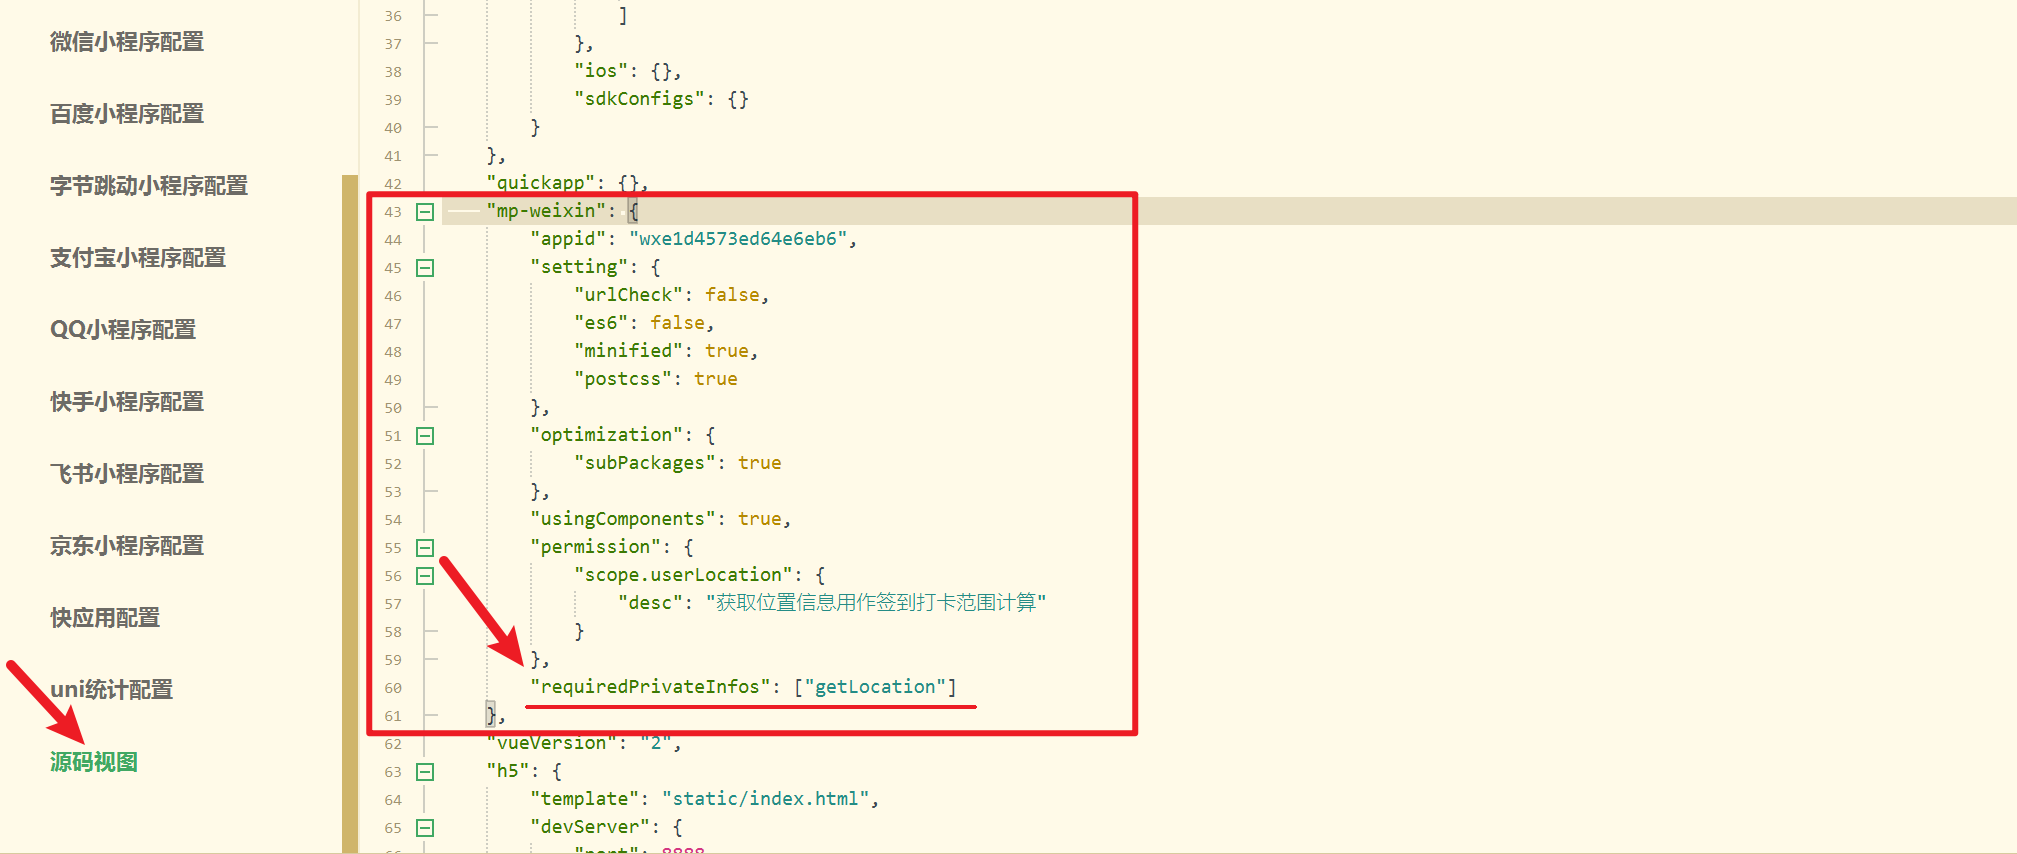 微信小程序配置
百度小程序配置
字节跳动小程序配置
支付宝小程序配置
QQ小程序配置
快手小程序配置
飞书小程序配置
京东小程序配置
快应用配置
uni统计配置
源码视图
36 ]
37 },
38 "ios": {},
39 "sdkConfigs": {}
40 }
41 },
42 "quickapp": {},
43 "mp-weixin": {
44 "appid": "wxe1d4573ed64e6eb6",
45 "setting": {
46 "urlCheck": false,
47 "es6": false,
48 "minified": true,
49 "postcss": true
50 },
51 "optimization": {
52 "subPackages": true
53 },
54 "usingComponents": true,
55 "permission": {
56 "scope.userLocation": {
57 "desc": "获取位置信息用作签到打卡范围计算"
58 }
59 },
60 "requiredPrivateInfos": ["getLocation"]
61 },
62 "vueVersion": "2",
63 "h5": {
64 "template": "static/index.html",
65 "devServer": {
66 "port": 8888